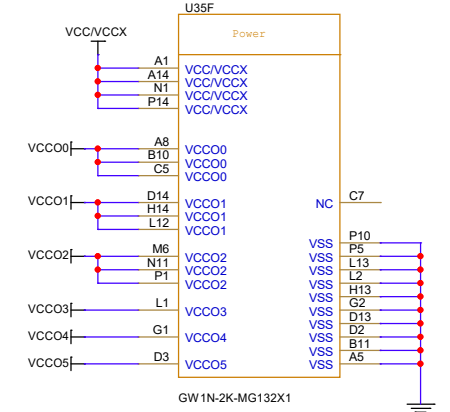 U35F
Power
VCC/VCCX
A1 VCC/VCCX
A14 VCC/VCCX
N1 VCC/VCCX
P14 VCC/VCCX
VCCO0 A8 VCCO0
B10 VCCO0
C5 VCCO0
VCCO1 D14 VCCO1 NC C7
H14 VCCO1
L12 VCCO1
VCCO2 M6 VCCO2 VSS P10
N11 VCCO2 VSS P5
P1 VCCO2 VSS L13
VSS L2
VSS H13
VCCO3 L1 VCCO3 VSS G2
VSS D13
VCCO4 G1 VCCO4 VSS D2
VSS B11
VCCO5 D3 VCCO5 VSS A5
GW1N-2K-MG132X1